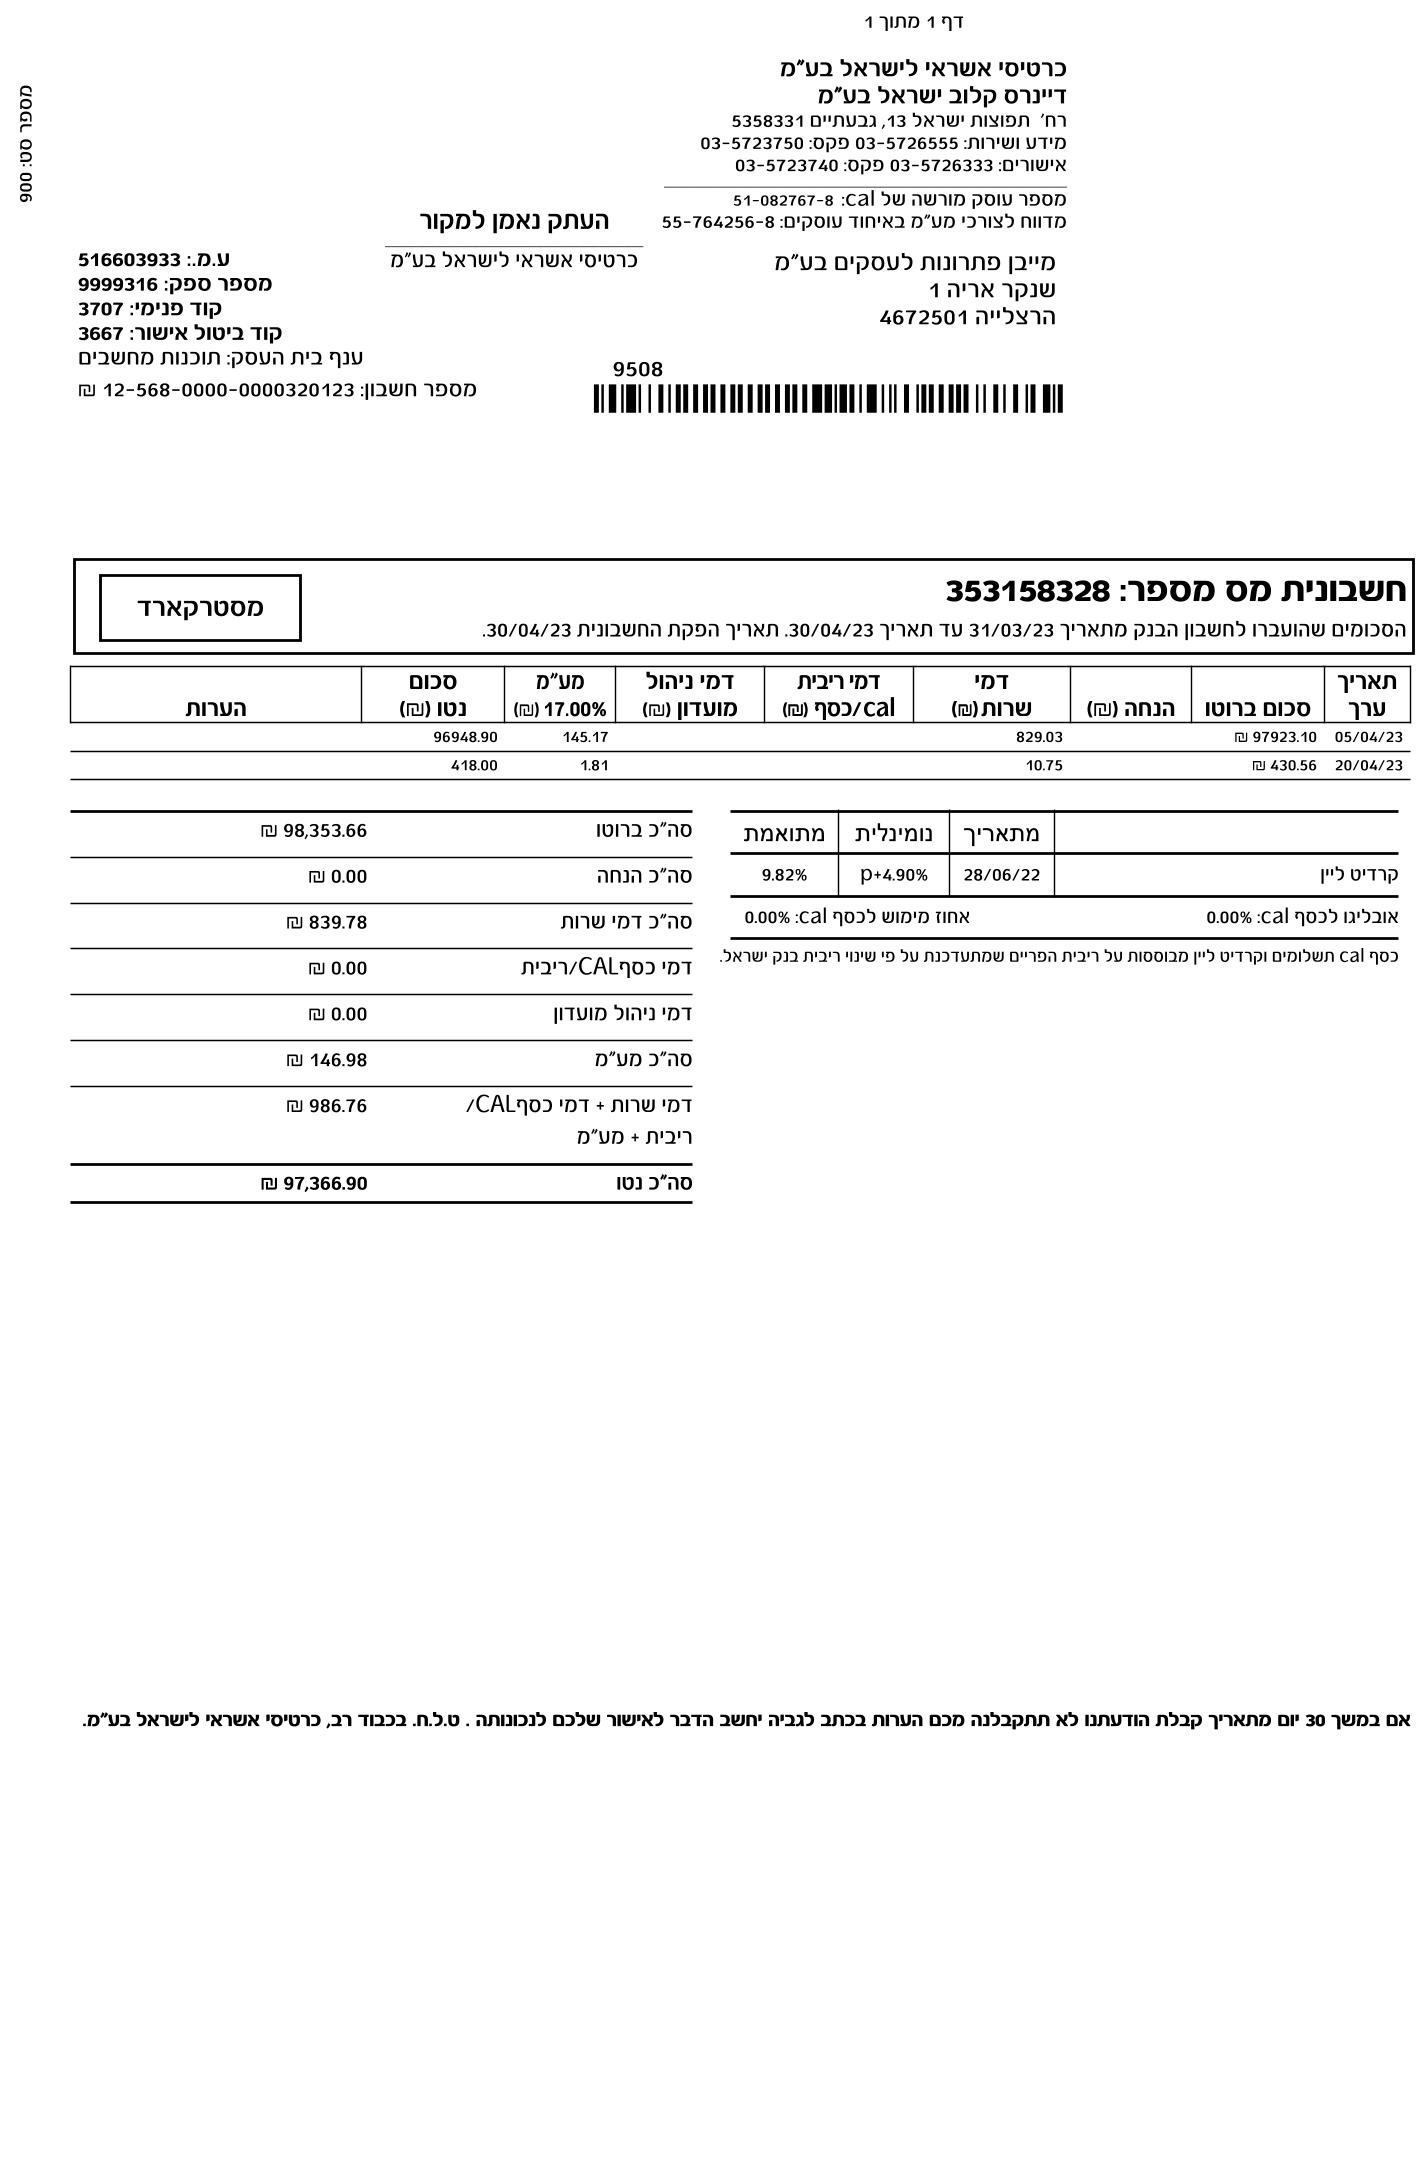 דף 1 מתוך 1
מספר סט: 900
כרטיסי אשראי לישראל בע"מ
דיינרס קלוב ישראל בע"מ
רח' תפוצות ישראל 13, גבעתיים 5358331
מידע ושירות: 03-5726555 פקס: 03-5723750
אישורים: 03-5726333 פקס: 03-5723740
מספר עוסק מורשה של cal: 51-082767-8
מדווח לצורכי מע"מ באיחוד עוסקים: 55-764256-8
העתק נאמן למקור
כרטיסי אשראי לישראל בע"מ
מייבן פתרונות לעסקים בע"מ
שנקר אריה 1
הרצלייה 4672501
ע.מ.: 516603933
מספר ספק: 9999316
קוד פנימי: 3707
קוד ביטול אישור: 3667
ענף בית העסק: תוכנות מחשבים
מספר חשבון: 12-568-0000-0000320123 ₪
9508
חשבונית מס מספר: 353158328
הסכומים שהועברו לחשבון הבנק מתאריך 31/03/23 עד תאריך 30/04/23. תאריך הפקת החשבונית 30/04/23.
מסטרקארד
תאריך ערך סכום ברוטו הנחה (₪) דמי שרות(₪) דמי ריבית cal/כסף (₪) דמי ניהול מועדון (₪) מע"מ 17.00% (₪) סכום נטו (₪) הערות
05/04/23 97923.10 ₪ 829.03 145.17 96948.90
20/04/23 430.56 ₪ 10.75 1.81 418.00
מתאריך נומינלית מתואמת
קרדיט ליין 28/06/22 p+4.90% 9.82%
אובליגו לכסף cal: 0.00% אחוז מימוש לכסף cal: 0.00%
כסף cal תשלומים וקרדיט ליין מבוססות על ריבית הפריים שמתעדכנת על פי שינוי ריבית בנק ישראל.
סה"כ ברוטו 98,353.66 ₪
סה"כ הנחה 0.00 ₪
סה"כ דמי שרות 839.78 ₪
דמי כסףCAL/ריבית 0.00 ₪
דמי ניהול מועדון 0.00 ₪
סה"כ מע"מ 146.98 ₪
דמי שרות + דמי כסףCAL/ 986.76 ₪
ריבית + מע"מ
סה"כ נטו 97,366.90 ₪
אם במשך 30 יום מתאריך קבלת הודעתנו לא תתקבלנה מכם הערות בכתב לגביה יחשב הדבר לאישור שלכם לנכונותה . ט.ל.ח. בכבוד רב, כרטיסי אשראי לישראל בע"מ.